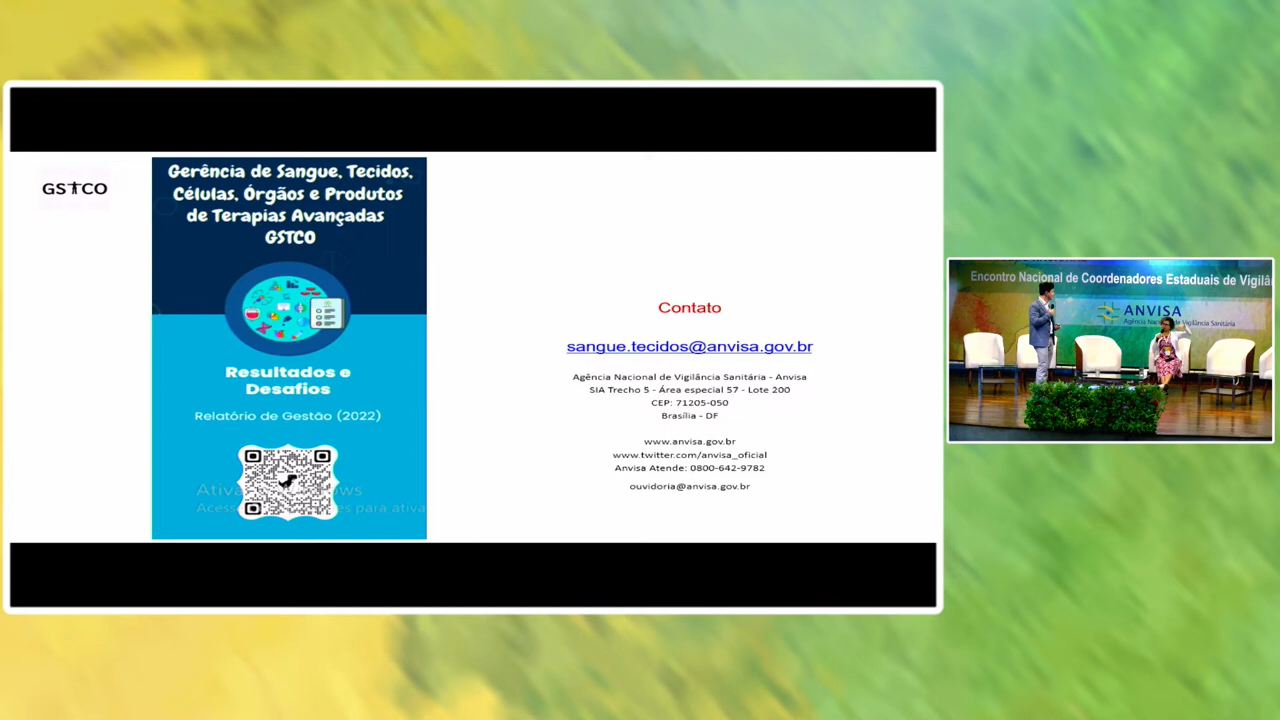 GSTCO
Gerência de Sangue, Tecidos,
Células, Órgãos e Produtos
de Terapias Avançadas
GSTCO
Resultados e
Desafios
Relatório de Gestão (2022)
Contato
sangue.tecidos@anvisa.gov.br
Agência Nacional de Vigilância Sanitária - Anvisa
SIA Trecho 5 - Área especial 57 - Lote 200
CEP: 71205-050
Brasília - DF
www.anvisa.gov.br
www.twitter.com/anvisa_oficial
Anvisa Atende: 0800-642-9782
ouvidoria@anvisa.gov.br
Encontro Nacional de Coordenadores Estaduais de Vigilâ
ANVISA
Agência Nac de Vigilância Sanitária